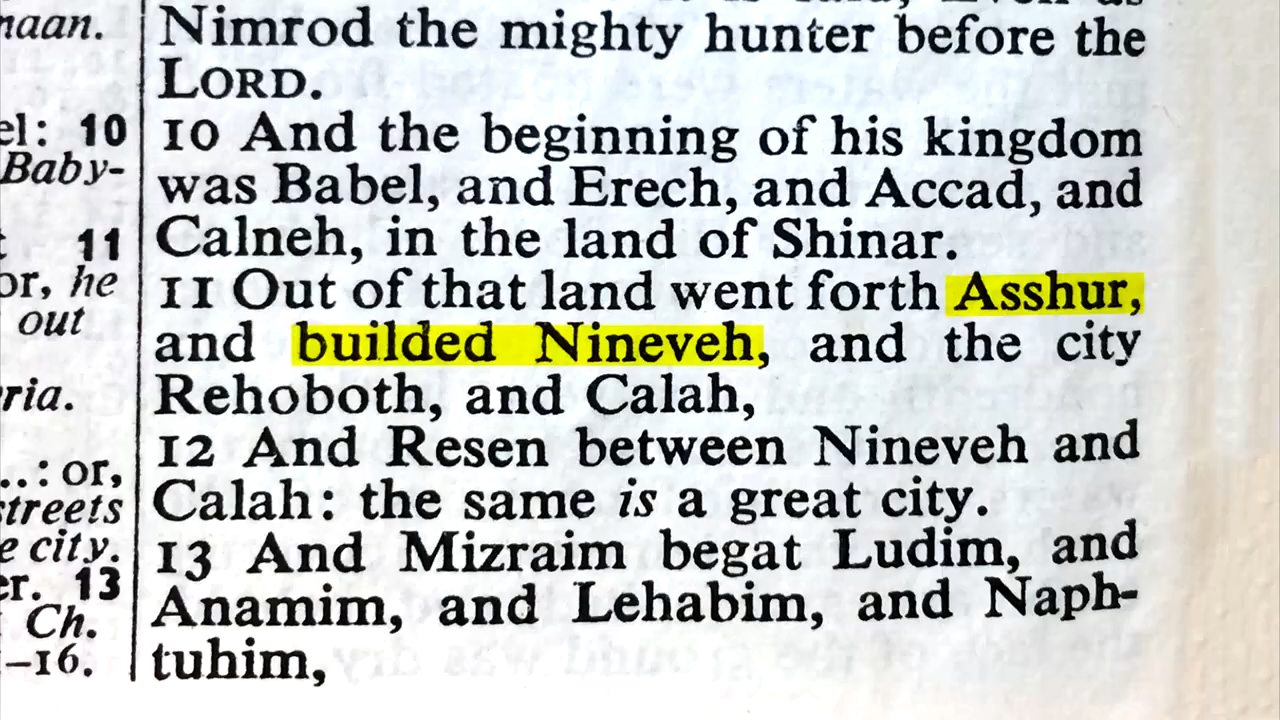 naan.
el: 10
Baby-
11
or, he
out
ria.
..: or,
streets
e city.
er. 13
Ch.
–16.
Nimrod the mighty hunter before the
LORD.
10 And the beginning of his kingdom
was Babel, and Erech, and Accad, and
Calneh, in the land of Shinar.
11 Out of that land went forth Asshur,
and builded Nineveh, and the city
Rehoboth, and Calah,
12 And Resen between Nineveh and
Calah: the same is a great city.
13 And Mizraim begat Ludim, and
Anamim, and Lehabim, and Naph-
tuhim,